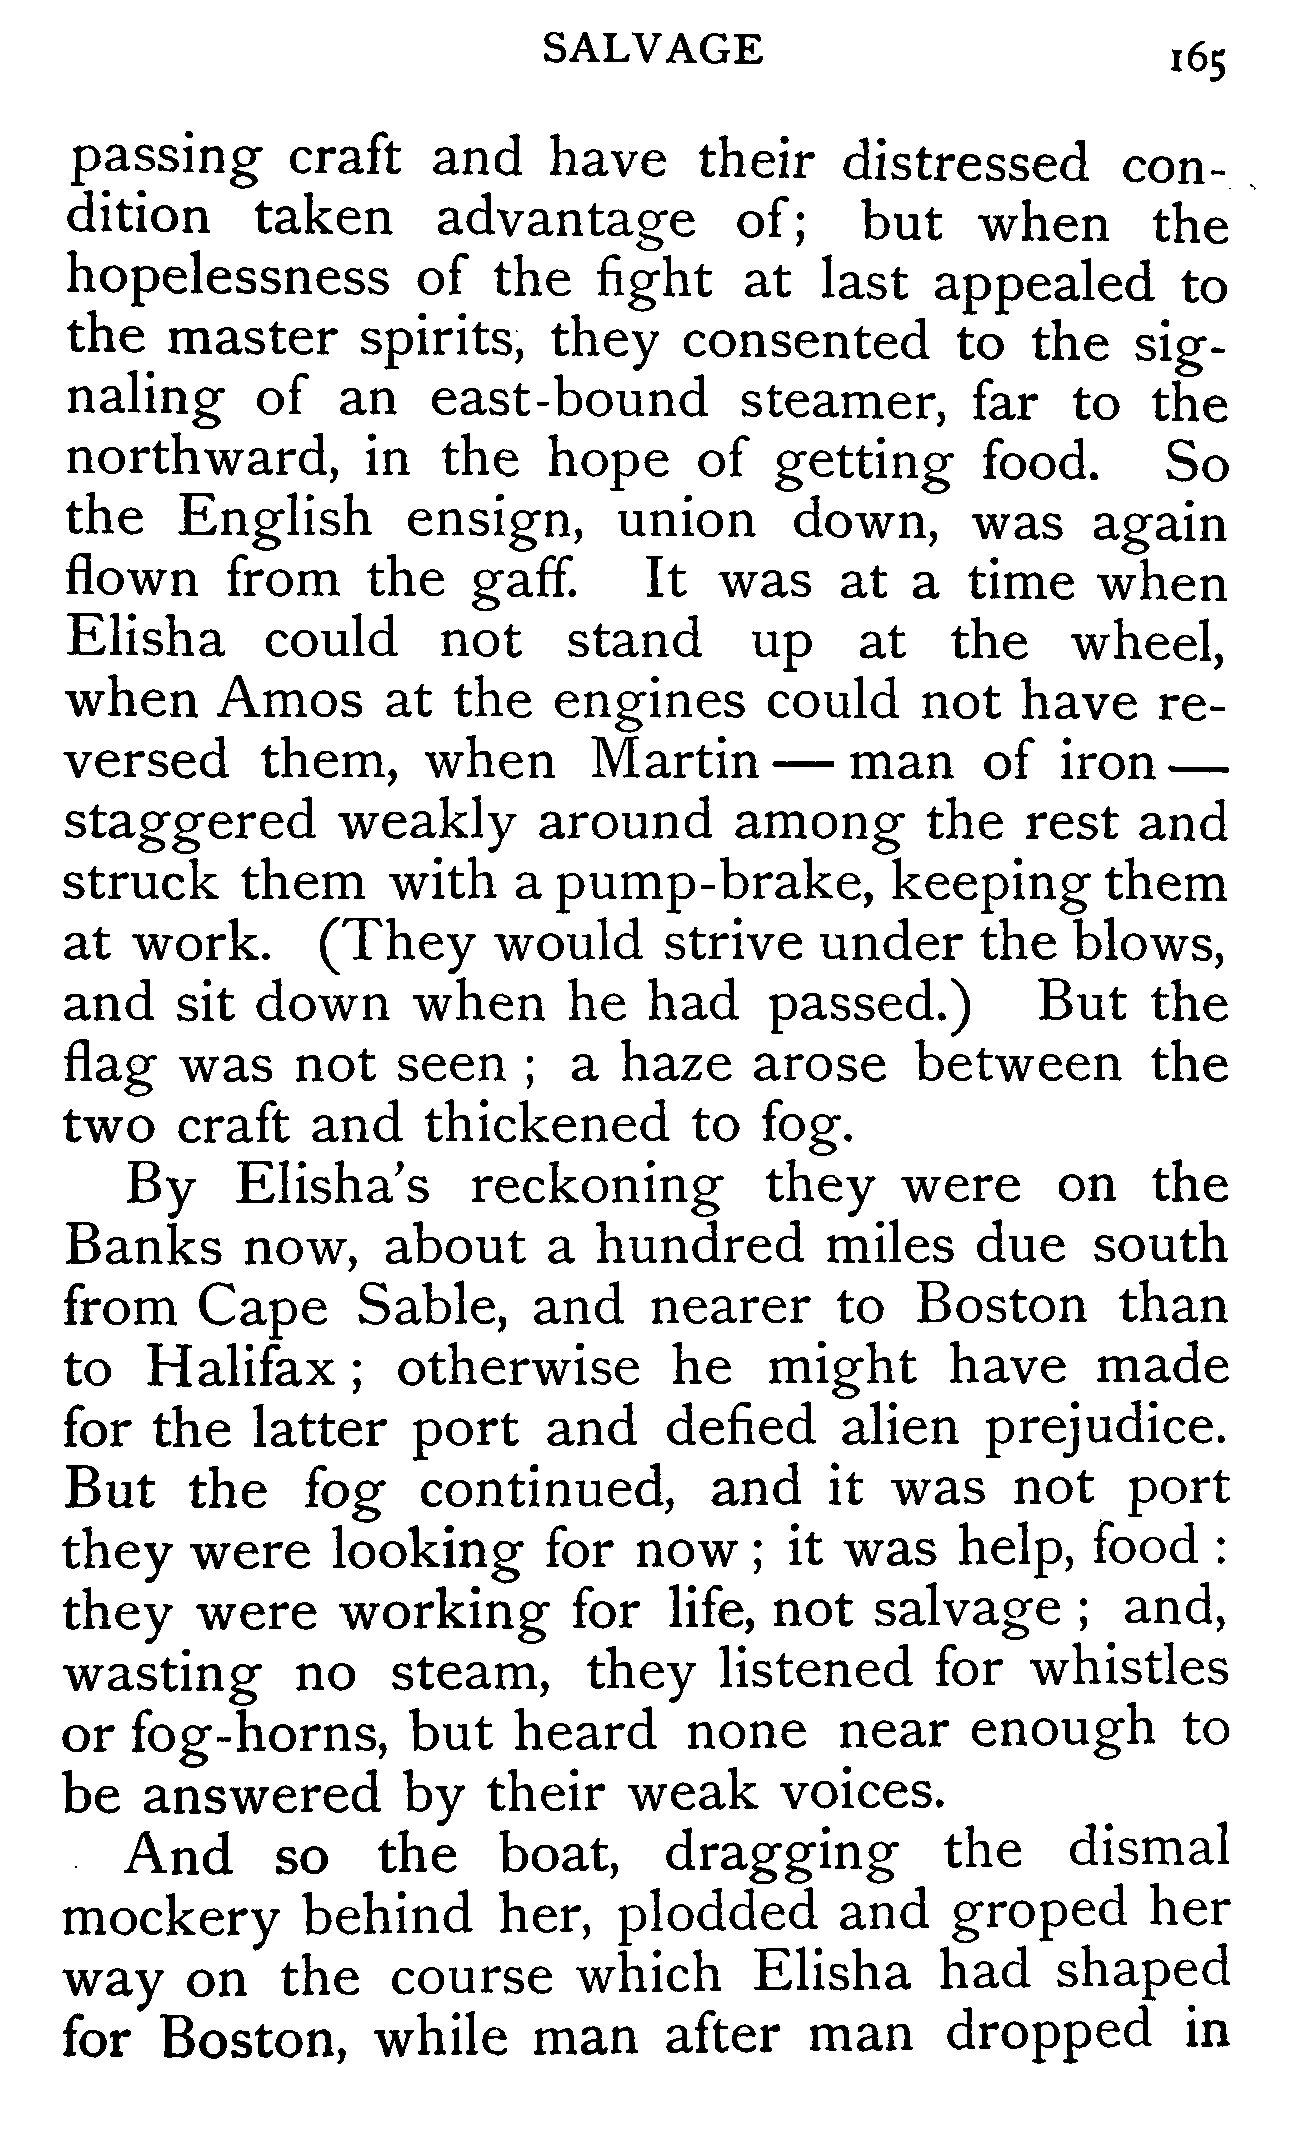 SALVAGE 165
passing craft and have their distressed con-
dition taken advantage of; but when the
hopelessness of the fight at last appealed to
the master spirits, they consented to the sig-
naling of an east-bound steamer, far to the
northward, in the hope of getting food. So
the English ensign, union down, was again
flown from the gaff. It was at a time when
Elisha could not stand up at the wheel,
when Amos at the engines could not have re-
versed them, when Martin — man of iron —
staggered weakly around among the rest and
struck them with a pump-brake, keeping them
at work. (They would strive under the blows,
and sit down when he had passed.) But the
flag was not seen ; a haze arose between the
two craft and thickened to fog.
By Elisha's reckoning they were on the
Banks now, about a hundred miles due south
from Cape Sable, and nearer to Boston than
to Halifax ; otherwise he might have made
for the latter port and defied alien prejudice.
But the fog continued, and it was not port
they were looking for now ; it was help, food :
they were working for life, not salvage ; and,
wasting no steam, they listened for whistles
or fog-horns, but heard none near enough to
be answered by their weak voices.
And so the boat, dragging the dismal
mockery behind her, plodded and groped her
way on the course which Elisha had shaped
for Boston, while man after man dropped in